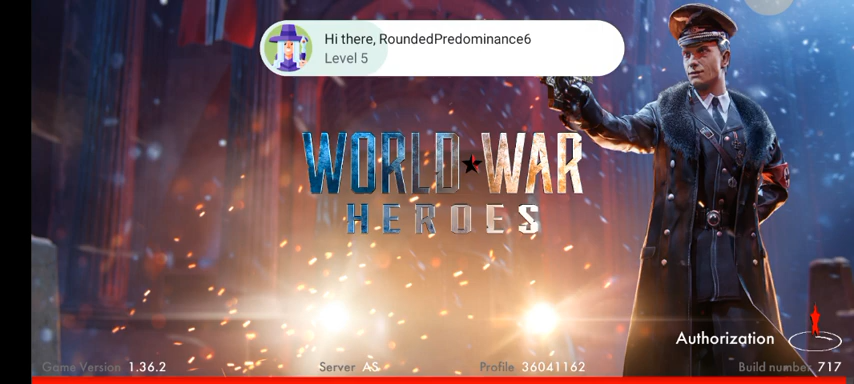 Hi there, RoundedPredominance6
Level 5
WORLD WAR
HEROES
Authorization
Game Version 1.36.2
Server AS
Profile 36041162
Build number 717